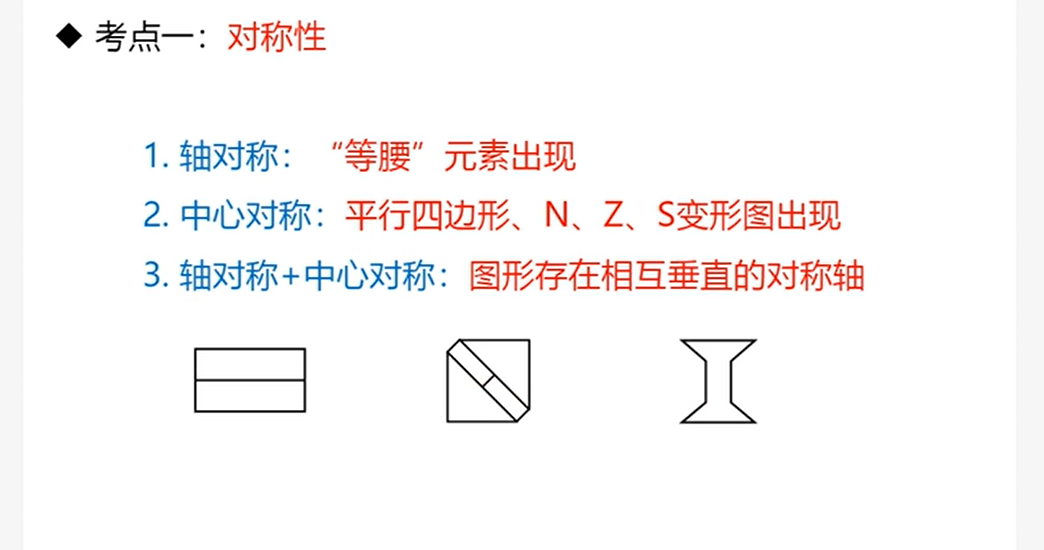 ◆ 考点一：对称性
1. 轴对称：“等腰”元素出现
2. 中心对称：平行四边形、N、Z、S变形图出现
3. 轴对称+中心对称：图形存在相互垂直的对称轴